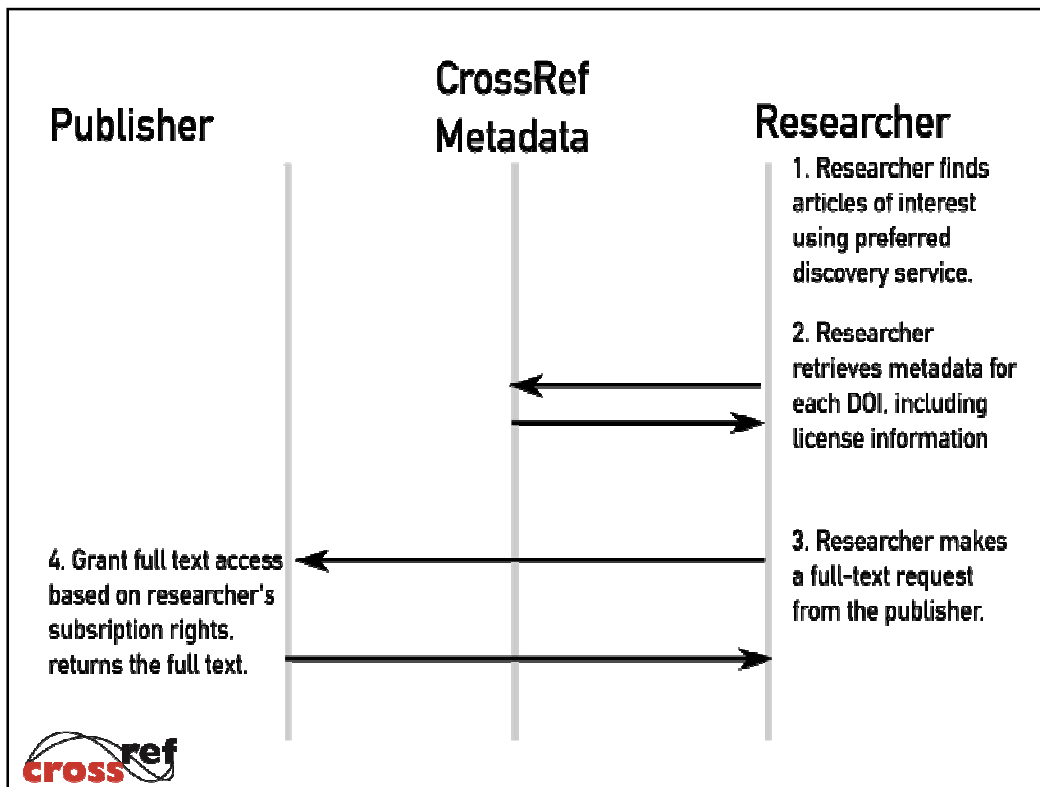 Publisher
CrossRef
Metadata
Researcher
1. Researcher finds
articles of interest
using preferred
discovery service.
2. Researcher
retrieves metadata for
each DOI, including
license information
3. Researcher makes
a full-text request
from the publisher.
4. Grant full text access
based on researcher's
subsription rights,
returns the full text.
crossref